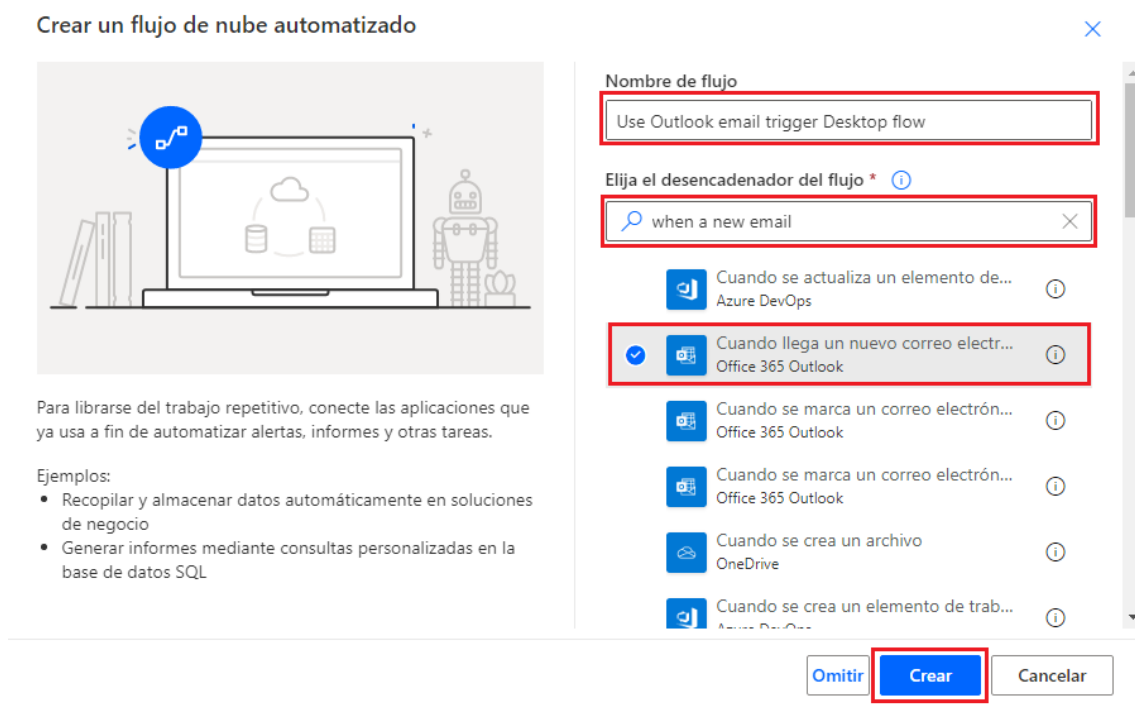 Crear un flujo de nube automatizado
Para librarse del trabajo repetitivo, conecte las aplicaciones que
ya usa a fin de automatizar alertas, informes y otras tareas.
Ejemplos:
Recopilar y almacenar datos automáticamente en soluciones
de negocio
Generar informes mediante consultas personalizadas en la
base de datos SQL
Nombre de flujo
Use Outlook email trigger Desktop flow
Elija el desencadenador del flujo *
when a new email
Cuando se actualiza un elemento de...
Azure DevOps
Cuando llega un nuevo correo electr...
Office 365 Outlook
Cuando se marca un correo electrón...
Office 365 Outlook
Cuando se marca un correo electrón...
Office 365 Outlook
Cuando se crea un archivo
OneDrive
Cuando se crea un elemento de trab...
Azure DevOps
Omitir
Crear
Cancelar